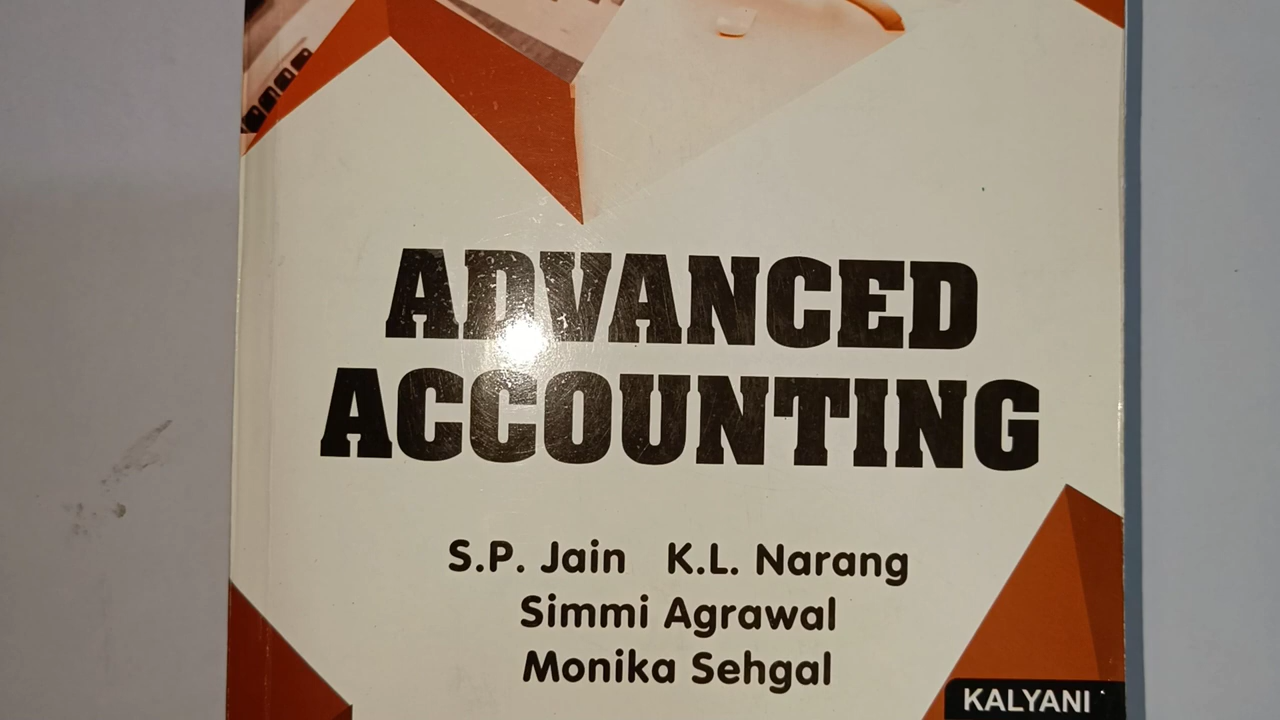 ADVANCED
ACCOUNTING
S.P. Jain K.L. Narang
Simmi Agrawal
Monika Sehgal
KALYANI